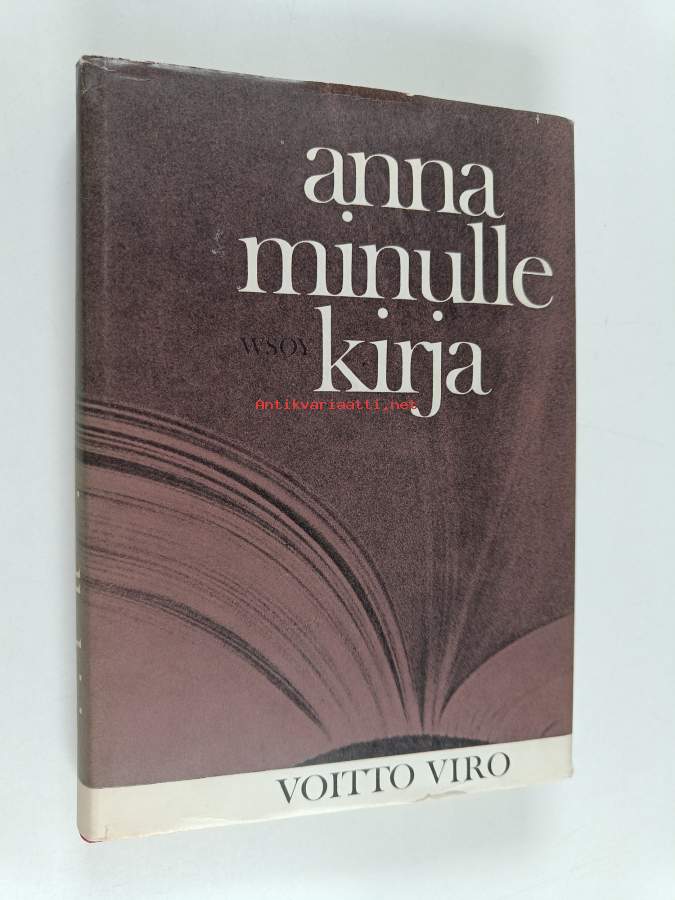 anna
minulle
WSOY kirja
Antikvariaatti.net
VOITTO VIRO